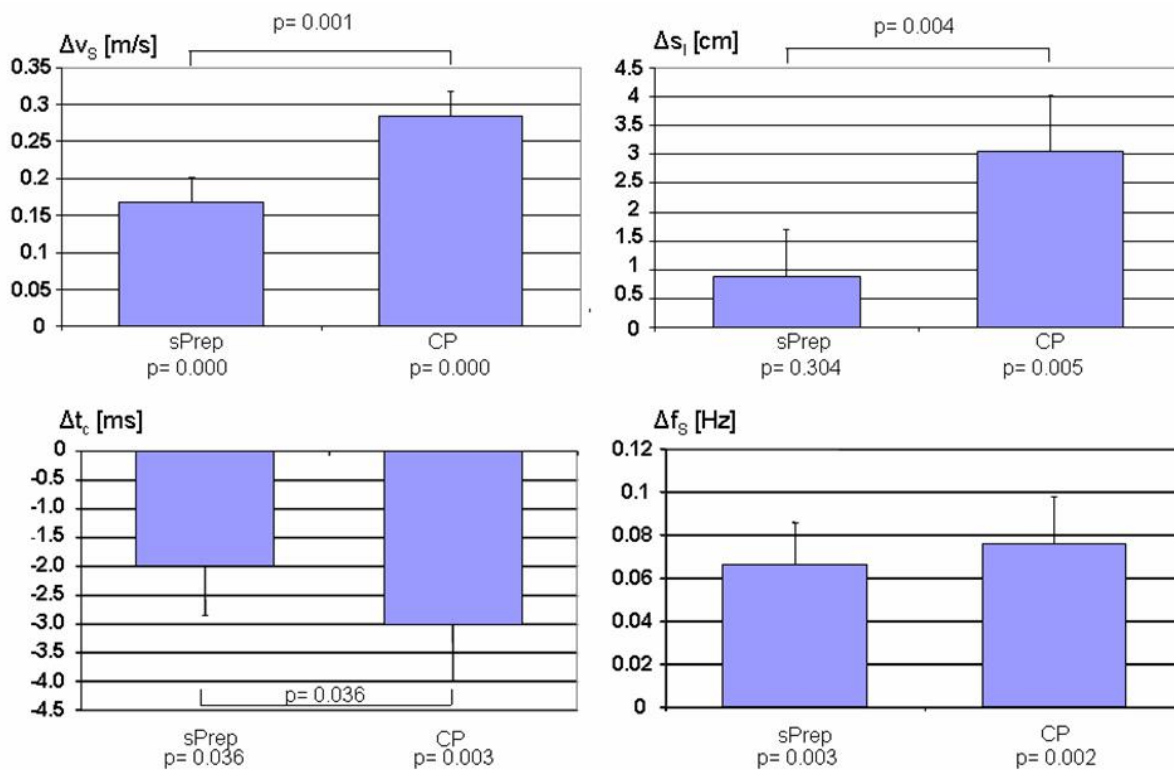 p= 0.001
Δv_S [m/s]
0.35
0.3
0.25
0.2
0.15
0.1
0.05
0
sPrep CP
p= 0.000 p= 0.000
p= 0.004
Δs_l [cm]
4.5
4
3.5
3
2.5
2
1.5
1
0.5
0
sPrep CP
p= 0.304 p= 0.005
Δt_c [ms]
0
-0.5
-1.0
-1.5
-2.0
-2.5
-3.0
-3.5
-4.0
-4.5
p= 0.036
sPrep CP
p= 0.036 p= 0.003
Δf_S [Hz]
0.12
0.1
0.08
0.06
0.04
0.02
0
sPrep CP
p= 0.003 p= 0.002